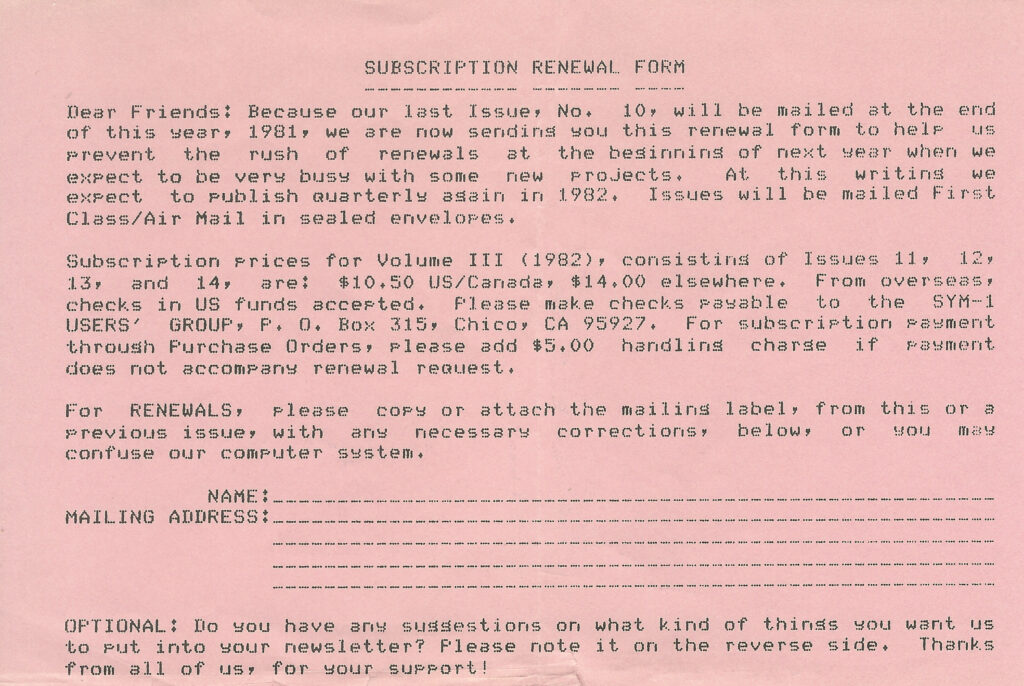 SUBSCRIPTION RENEWAL FORM
Dear Friends: Because our last Issue, No. 10, will be mailed at the end
of this year, 1981, we are now sending you this renewal form to help us
prevent the rush of renewals at the beginning of next year when we
expect to be very busy with some new projects. At this writing we
expect to publish quarterly again in 1982. Issues will be mailed First
Class/Air Mail in sealed envelopes.
Subscription prices for Volume III (1982), consisting of Issues 11, 12,
13, and 14, are: $10.50 US/Canada, $14.00 elsewhere. From overseas,
checks in US funds accepted. Please make checks payable to the SYM-1
USERS' GROUP, P. O. Box 315, Chico, CA 95927. For subscription payment
through Purchase Orders, please add $5.00 handling charge if payment
does not accompany renewal request.
For RENEWALS, please copy or attach the mailing label, from this or a
previous issue, with any necessary corrections, below, or you may
confuse our computer system.
NAME:
MAILING ADDRESS:
OPTIONAL: Do you have any suggestions on what kind of things you want us
to put into your newsletter? Please note it on the reverse side. Thanks
from all of us, for your support!